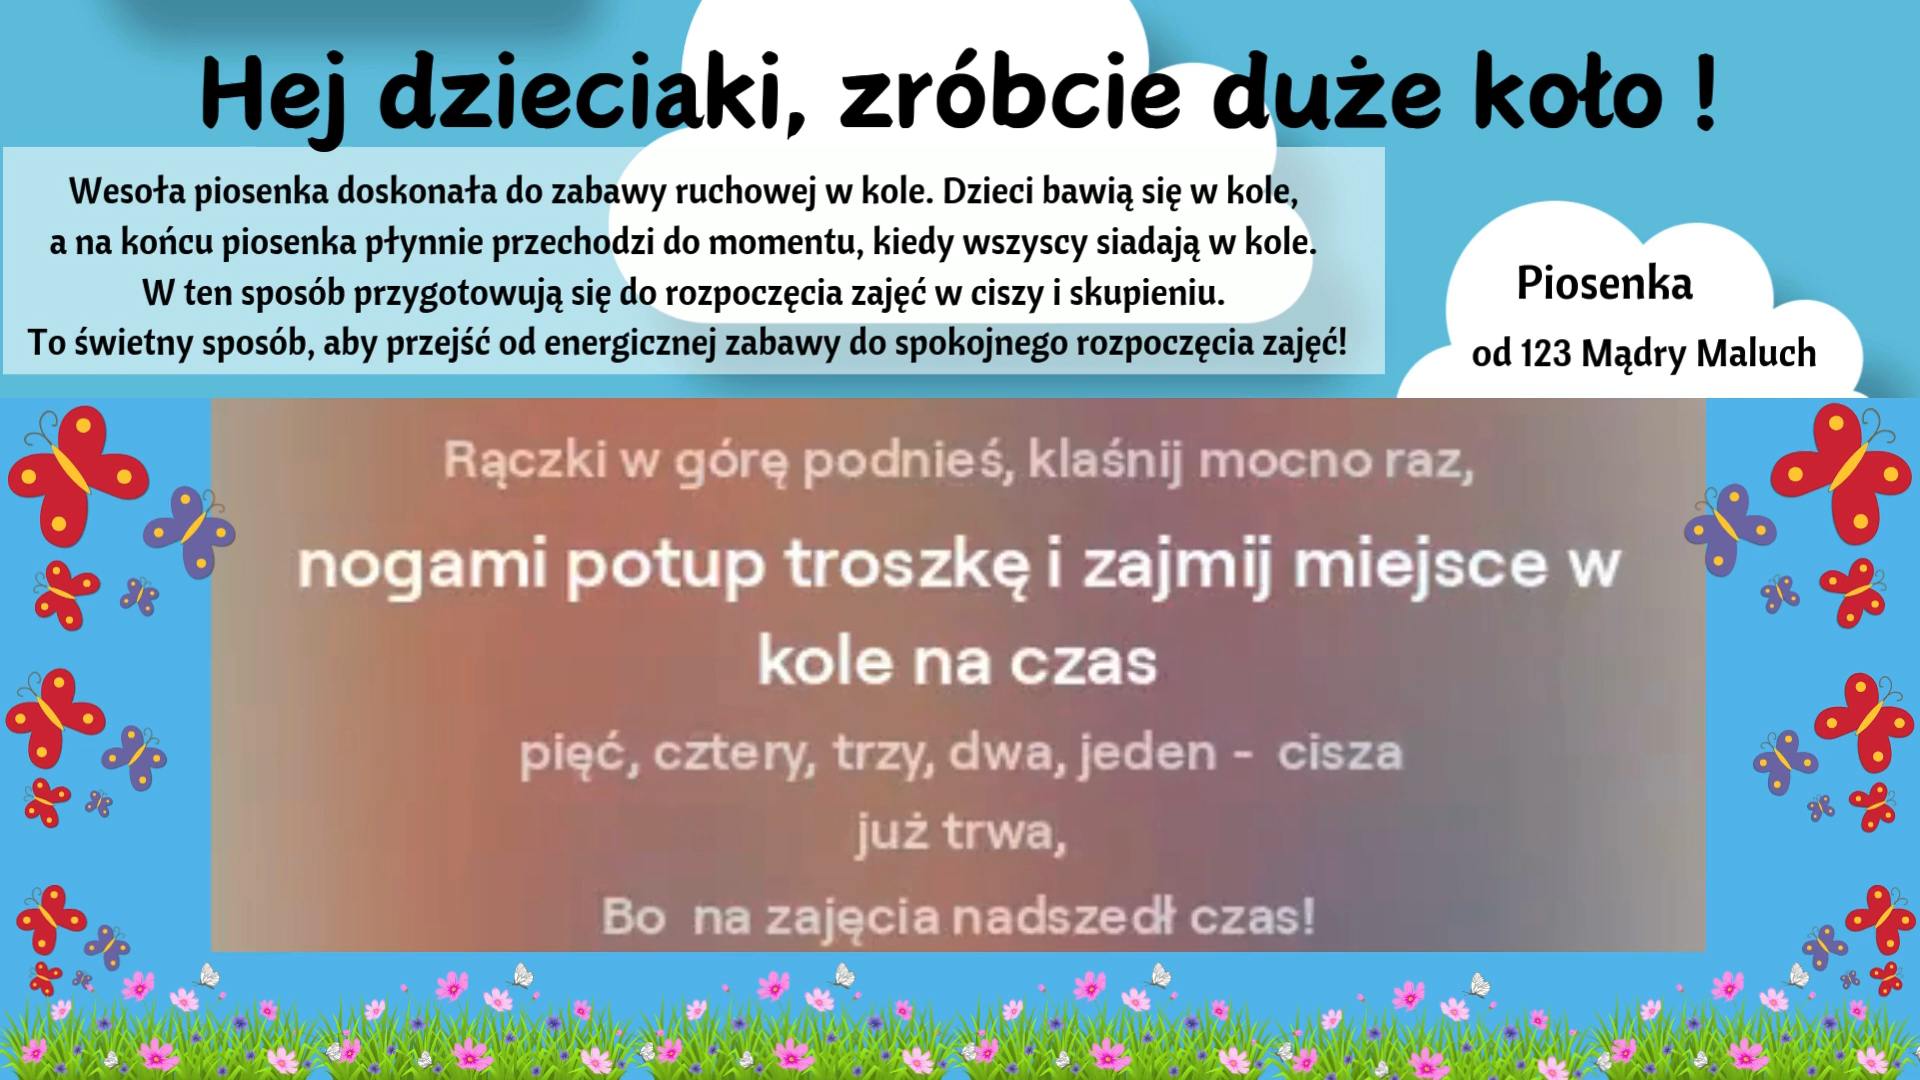 Hej dzieciaki, zróbcie duże koło !
Wesoła piosenka doskonała do zabawy ruchowej w kole. Dzieci bawią się w kole,
a na końcu piosenka płynnie przechodzi do momentu, kiedy wszyscy siadają w kole.
W ten sposób przygotowują się do rozpoczęcia zajęć w ciszy i skupieniu.
To świetny sposób, aby przejść od energicznej zabawy do spokojnego rozpoczęcia zajęć!
Piosenka
od 123 Mądry Maluch
Rączki w górę podnieś, klaśnij mocno raz,
nogami potup troszkę i zajmij miejsce w
kole na czas
pięć, cztery, trzy, dwa, jeden - cisza
już trwa,
Bo na zajęcia nadszedł czas!